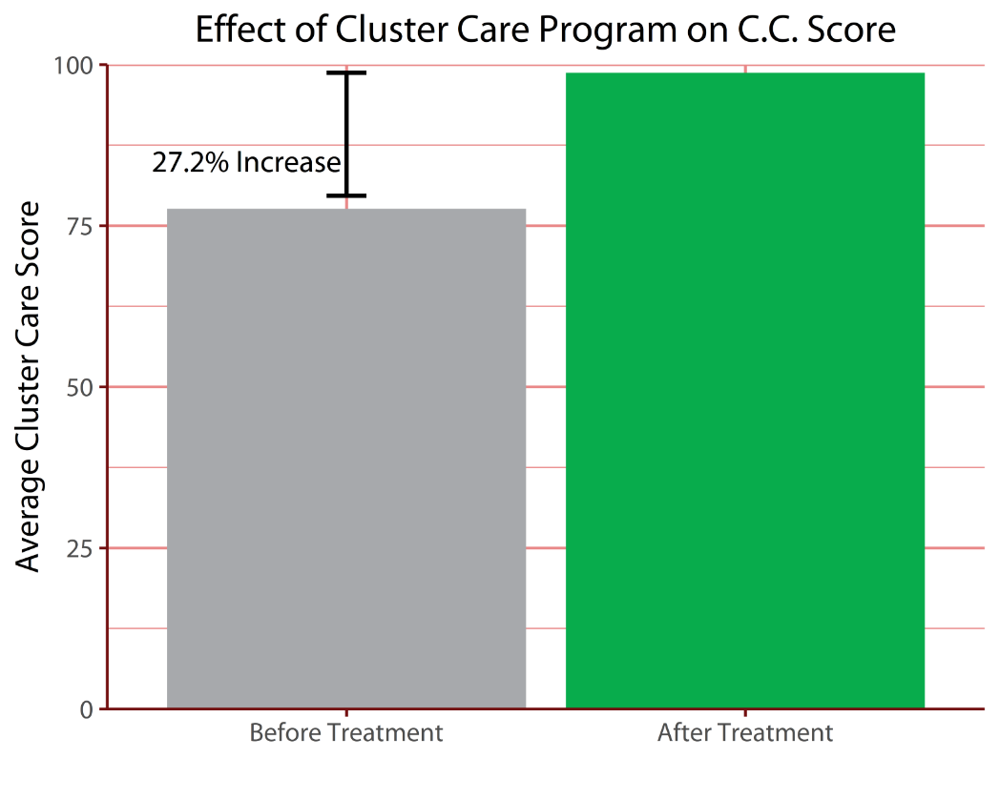 Effect of Cluster Care Program on C.C. Score
Average Cluster Care Score
100
75
50
25
0
27.2% Increase
Before Treatment
After Treatment